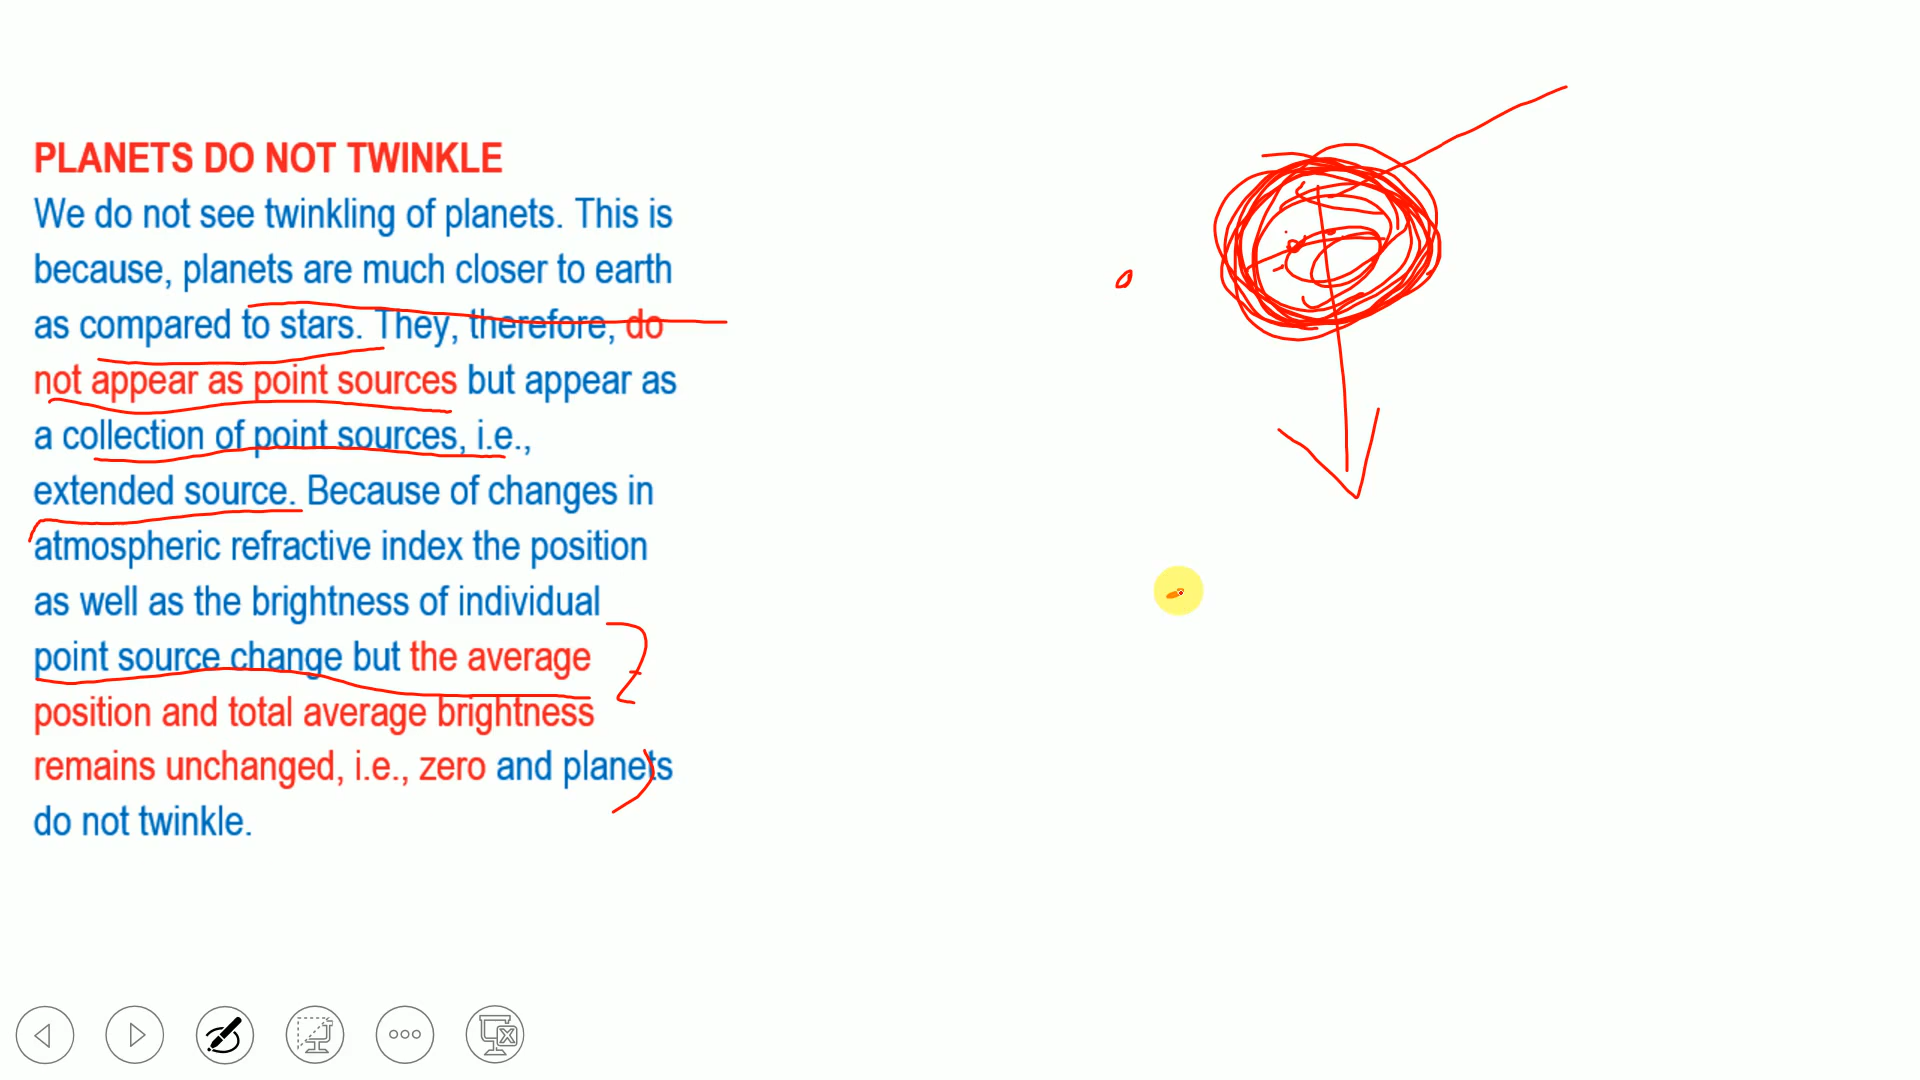 PLANETS DO NOT TWINKLE
We do not see twinkling of planets. This is
because, planets are much closer to earth
as compared to stars. They, therefore, do
not appear as point sources but appear as
a collection of point sources, i.e.,
extended source. Because of changes in
atmospheric refractive index the position
as well as the brightness of individual
point source change but the average
position and total average brightness
remains unchanged, i.e., zero and planets
do not twinkle.